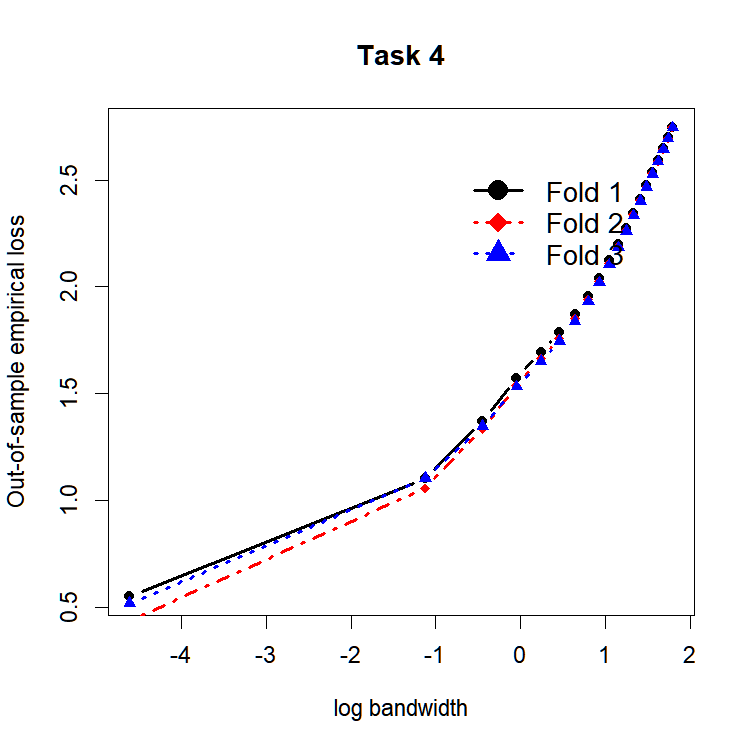 Task 4
Out-of-sample empirical loss
2.5
2.0
1.5
1.0
0.5
Fold 1
Fold 2
Fold 3
-4 -3 -2 -1 0 1 2
log bandwidth